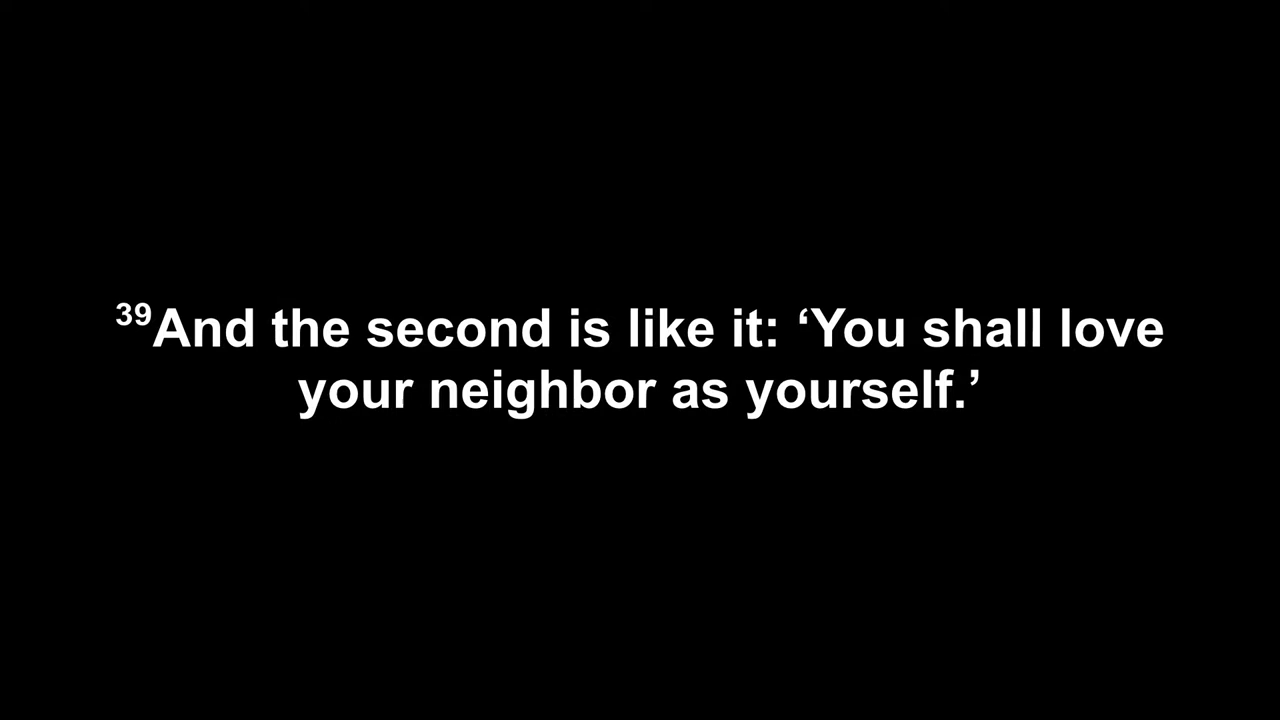 39And the second is like it: ‘You shall love
your neighbor as yourself.’